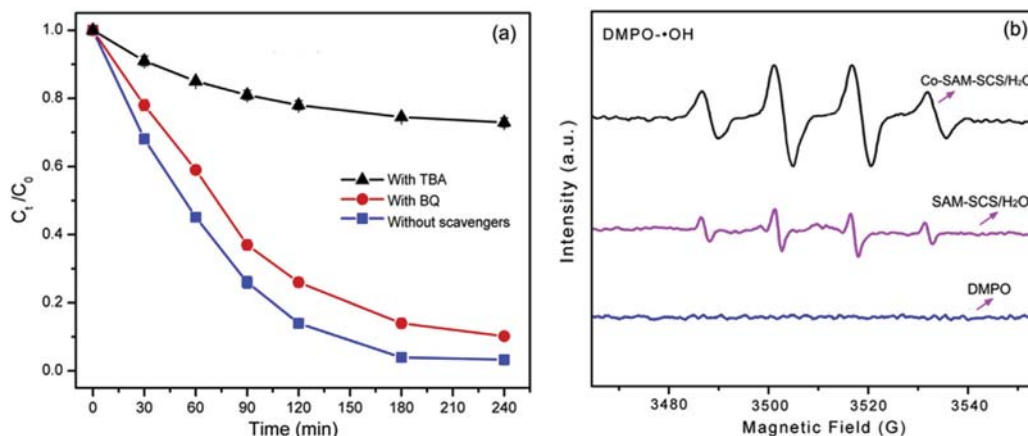 (a)
1.0
0.8
0.6
0.4
0.2
0.0
Ct/C0
With TBA
With BQ
Without scavengers
0 30 60 90 120 150 180 210 240
Time (min)
(b)
DMPO-•OH
Co-SAM-SCS/H₂O
SAM-SCS/H₂O
DMPO
Intensity (a.u.)
3480 3500 3520 3540
Magnetic Field (G)